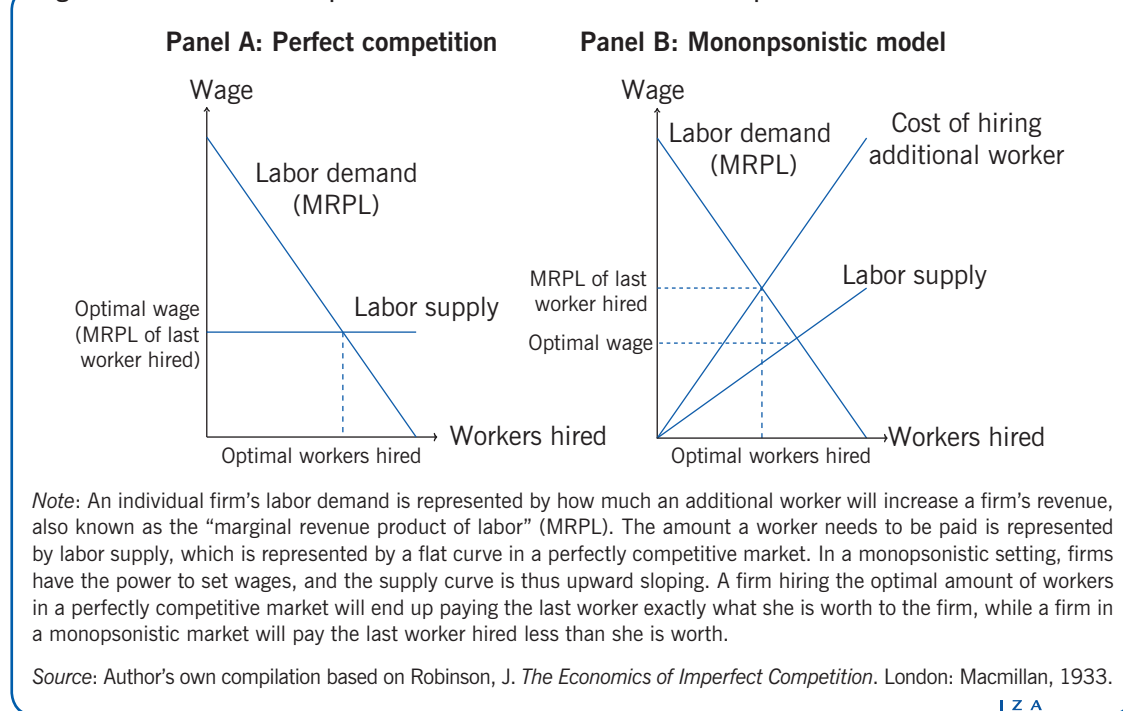 Panel A: Perfect competition
Panel B: Mononpsonistic model
Wage
Labor demand
(MRPL)
Optimal wage
(MRPL of last
worker hired)
Labor supply
Workers hired
Optimal workers hired
Wage
Labor demand
(MRPL)
Cost of hiring
additional worker
MRPL of last
worker hired
Labor supply
Optimal wage
Workers hired
Optimal workers hired
Note: An individual firm’s labor demand is represented by how much an additional worker will increase a firm’s revenue,
also known as the “marginal revenue product of labor” (MRPL). The amount a worker needs to be paid is represented
by labor supply, which is represented by a flat curve in a perfectly competitive market. In a monopsonistic setting, firms
have the power to set wages, and the supply curve is thus upward sloping. A firm hiring the optimal amount of workers
in a perfectly competitive market will end up paying the last worker exactly what she is worth to the firm, while a firm in
a monopsonistic market will pay the last worker hired less than she is worth.
Source: Author’s own compilation based on Robinson, J. The Economics of Imperfect Competition. London: Macmillan, 1933.
I Z A